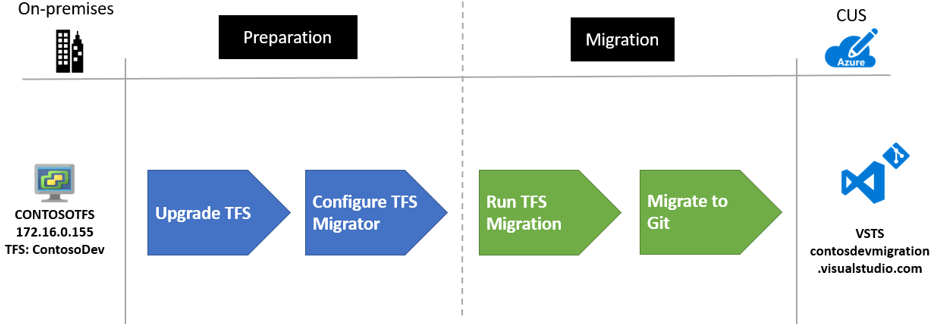 On-premises
Preparation
Migration
CUS
Azure
Upgrade TFS
Configure TFS
Migrator
Run TFS
Migration
Migrate to
Git
CONTOSOTFS
172.16.0.155
TFS: ContosoDev
VSTS
contosdevmigration
.visualstudio.com